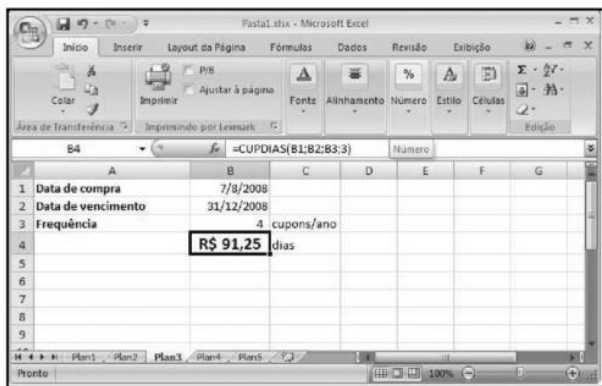 Pasta1.xlsx - Microsoft Excel
Início Inserir Layout da Página Fórmulas Dados Revisão Exibição
P/B
Ajustar à página
Colar Imprimir Fonte Alinhamento Número Estilo Células
Área de Transferência Imprimindo por Lexmark Edição
B4 fx =CUPDIAS(B1;B2;B3;3) Número
A B C D E F G
1 Data de compra 7/8/2008
2 Data de vencimento 31/12/2008
3 Frequência 4 cupons/ano
4 R$ 91,25 dias
5
6
7
8
9
Plan1 Plan2 Plan3 Plan4 Plan5
Pronto 100%